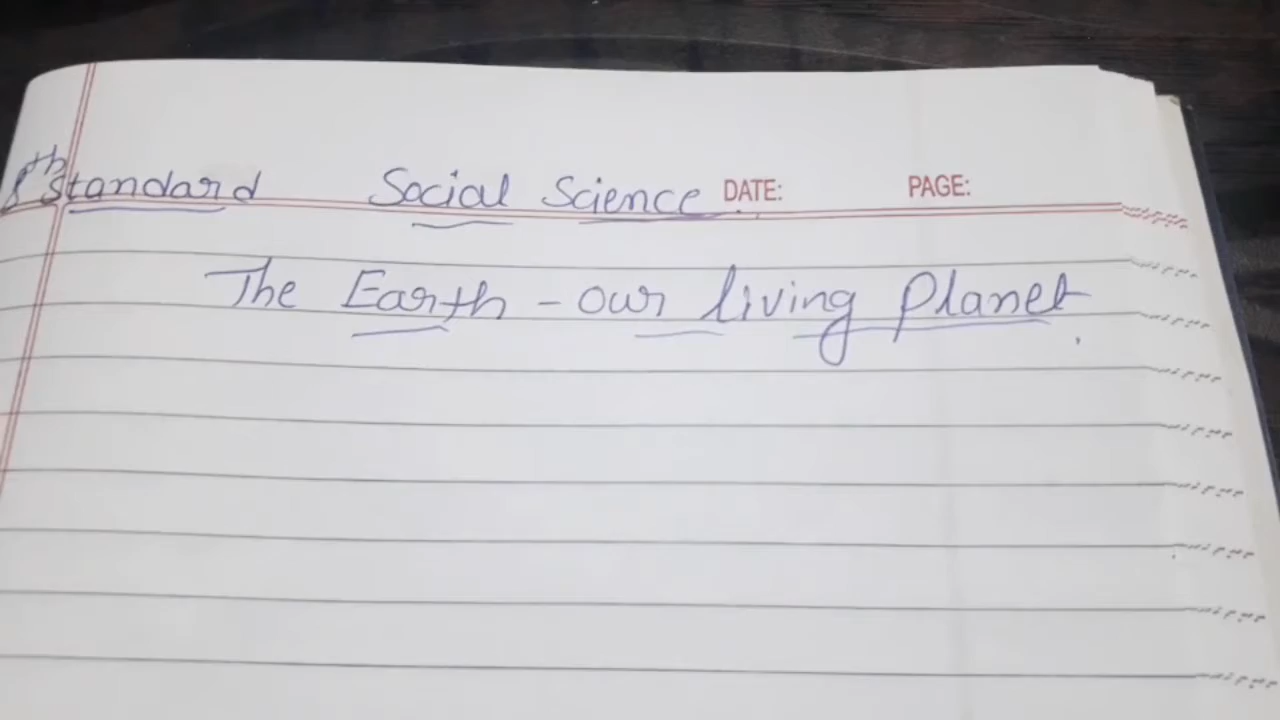 8th Standard Social Science. DATE: PAGE:
The Earth - Our living Planet.